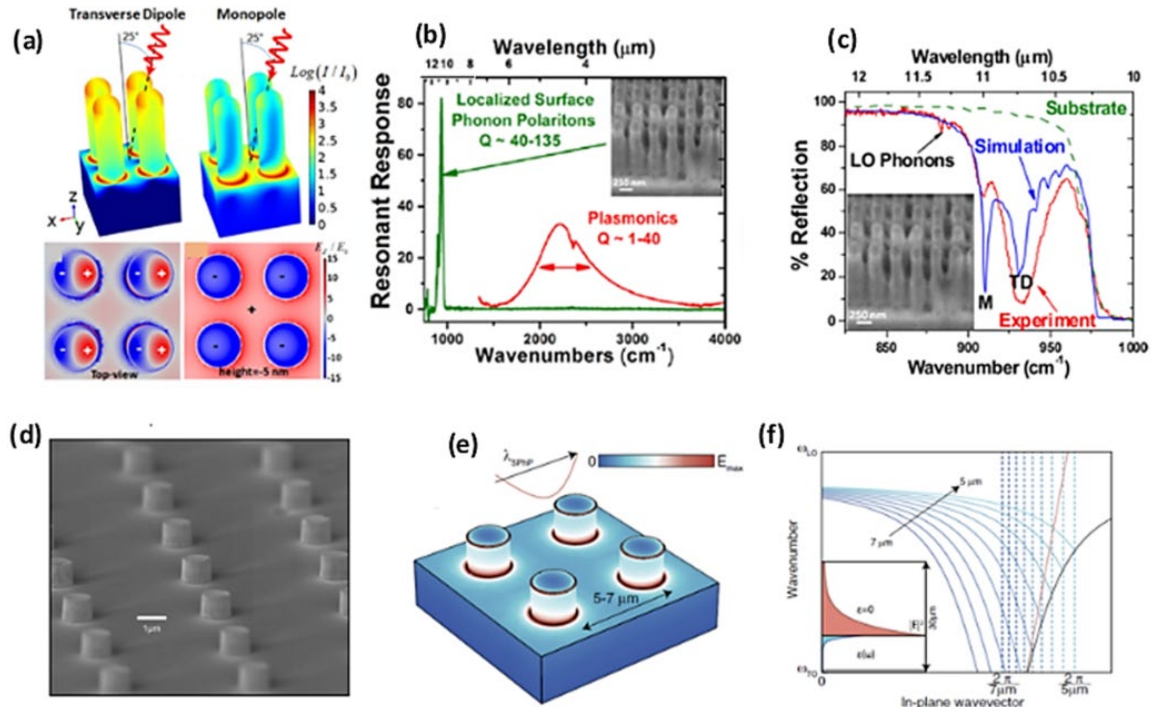 (a)
Transverse Dipole
Monopole
25°
25°
Log(I / I₀)
4
3.5
3
2.5
2
1.5
1
0.5
0
z
x
y
- + - +
- + - +
- -
+
- -
Top-view
height=-5 nm
15
10
5
0
-5
-10
-15
(b)
Wavelength (μm)
12 10 8 6 4
Resonant Response
80
60
40
20
0
Localized Surface
Phonon Polaritons
Q ~ 40-135
250 nm
Plasmonics
Q ~ 1-40
1000 2000 3000 4000
Wavenumbers (cm⁻¹)
(c)
Wavelength (μm)
12 11.5 11 10.4 10
% Reflection
100
80
60
40
20
0
Substrate
LO Phonons
Simulation
250 nm
M
TD
Experiment
850 900 950 1000
Wavenumber (cm⁻¹)
(d)
1μm
(e)
λSPhP
0
Emax
5-7 μm
(f)
ωLO
Wavenumber
ωTO
5 μm
7 μm
ε=0
|E|²
ε(ω)
30μm
0
2π
7μm
2π
5μm
In-plane wavevector